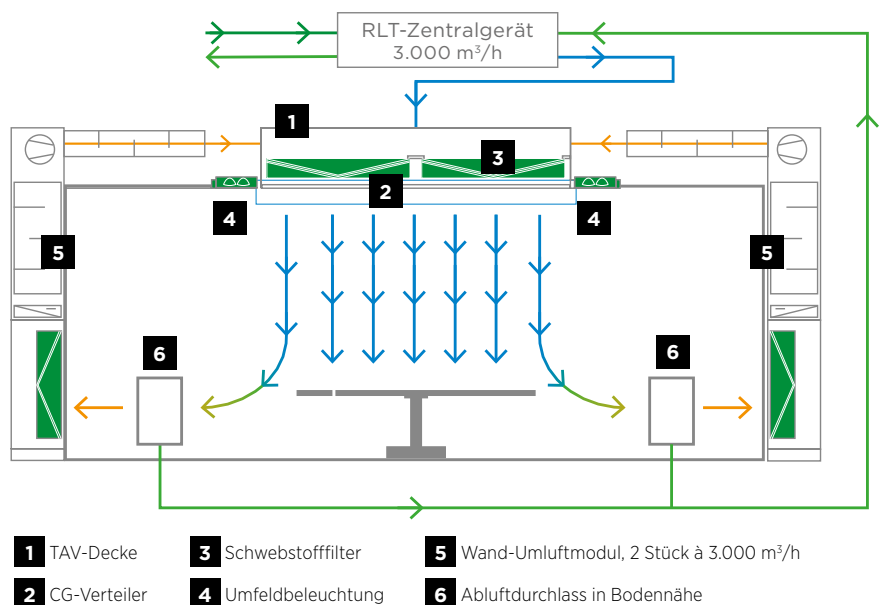 RLT-Zentralgerät
3.000 m³/h
1
3
2
4
4
5
5
6
6
1 TAV-Decke
3 Schwebstofffilter
5 Wand-Umluftmodul, 2 Stück à 3.000 m³/h
2 CG-Verteiler
4 Umfeldbeleuchtung
6 Abluftdurchlass in Bodennähe